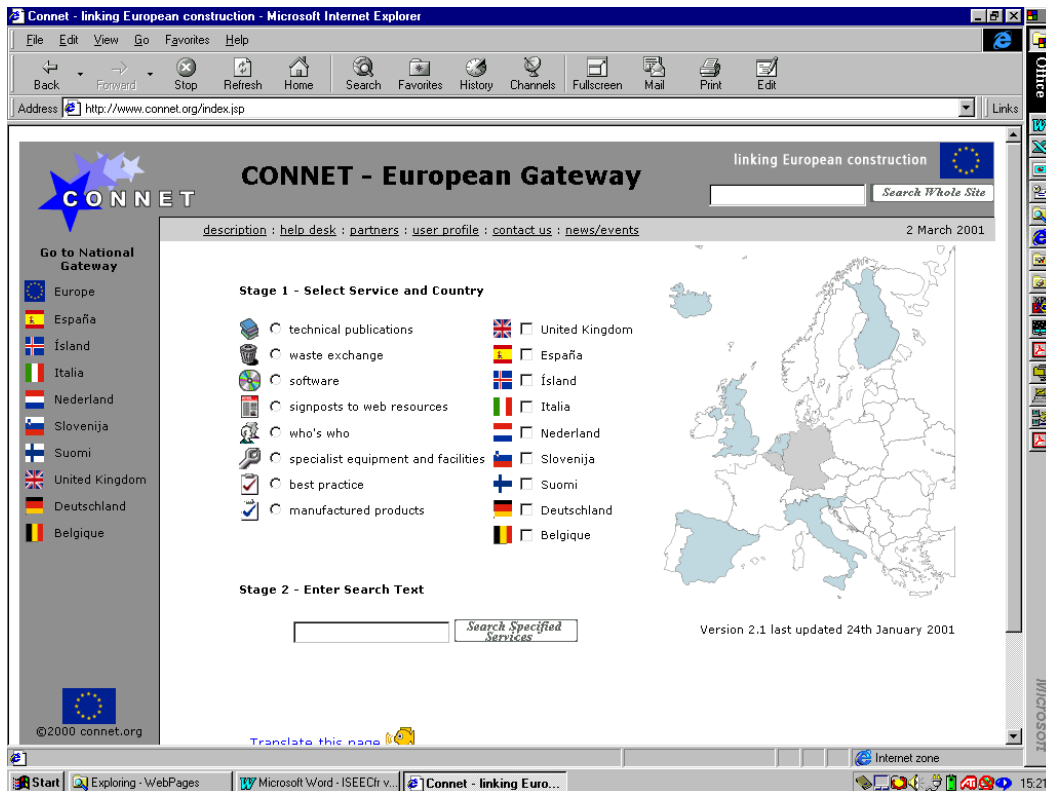 Connet - linking European construction - Microsoft Internet Explorer
File Edit View Go Favorites Help
Back Forward Stop Refresh Home Search Favorites History Channels Fullscreen Mail Print Edit
Address http://www.connet.org/index.jsp Links
Office
CONNET
CONNET - European Gateway
linking European construction
Search Whole Site
description : help desk : partners : user profile : contact us : news/events
2 March 2001
Go to National
Gateway
Europe
España
Ísland
Italia
Nederland
Slovenija
Suomi
United Kingdom
Deutschland
Belgique
Stage 1 - Select Service and Country
technical publications
waste exchange
software
signposts to web resources
who's who
specialist equipment and facilities
best practice
manufactured products
United Kingdom
España
Ísland
Italia
Nederland
Slovenija
Suomi
Deutschland
Belgique
Stage 2 - Enter Search Text
Search Specified
Services
Version 2.1 last updated 24th January 2001
©2000 connet.org
Translate this page
Microsoft
Internet zone
Start Exploring - WebPages Microsoft Word - ISEECfr v... Connet - linking Euro... 15:21